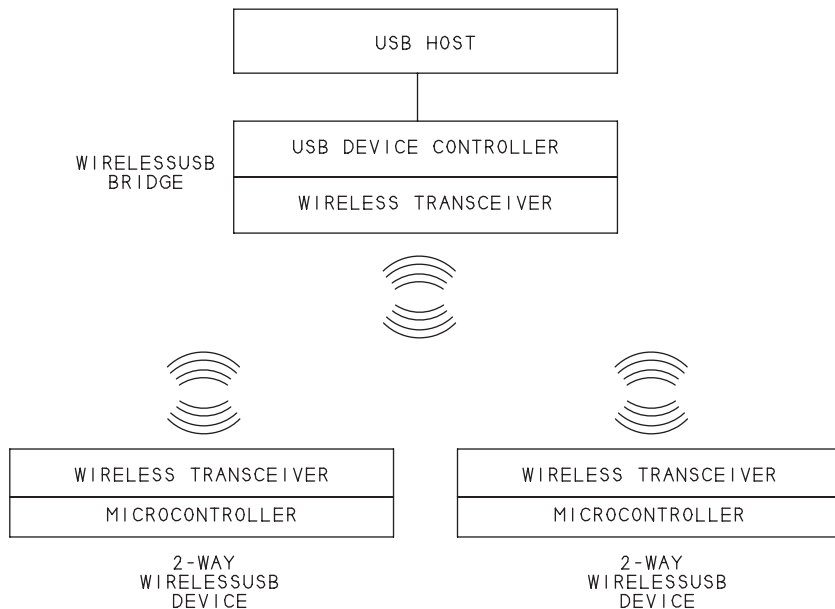 USB HOST
USB DEVICE CONTROLLER
WIRELESSUSB
BRIDGE
WIRELESS TRANSCEIVER
WIRELESS TRANSCEIVER
MICROCONTROLLER
2-WAY
WIRELESSUSB
DEVICE
WIRELESS TRANSCEIVER
MICROCONTROLLER
2-WAY
WIRELESSUSB
DEVICE